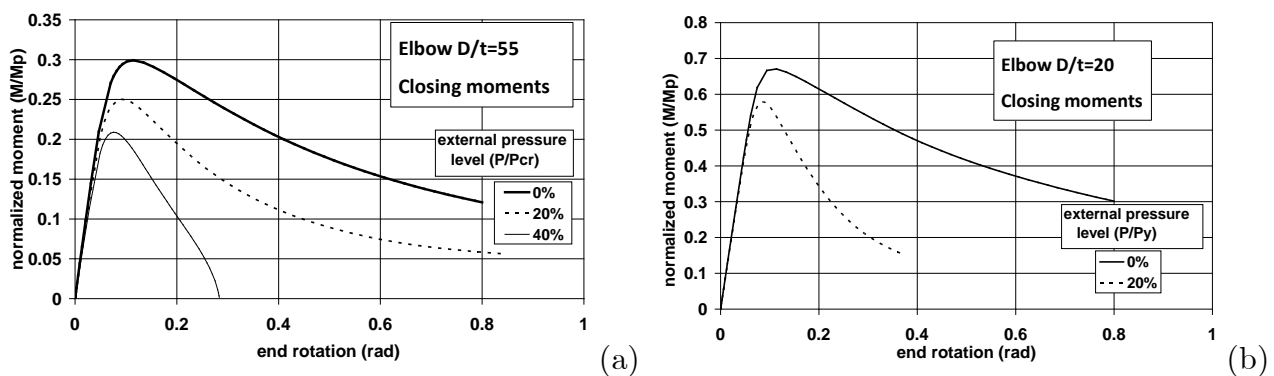 0.35
0.3
0.25
0.2
0.15
0.1
0.05
0
normalized moment (M/Mp)
Elbow D/t=55
Closing moments
external pressure
level (P/Pcr)
0%
20%
40%
0 0.2 0.4 0.6 0.8 1
end rotation (rad)
(a)
0.8
0.7
0.6
0.5
0.4
0.3
0.2
0.1
0
normalized moment (M/Mp)
Elbow D/t=20
Closing moments
external pressure
level (P/Py)
0%
20%
0 0.2 0.4 0.6 0.8 1
end rotation (rad)
(b)